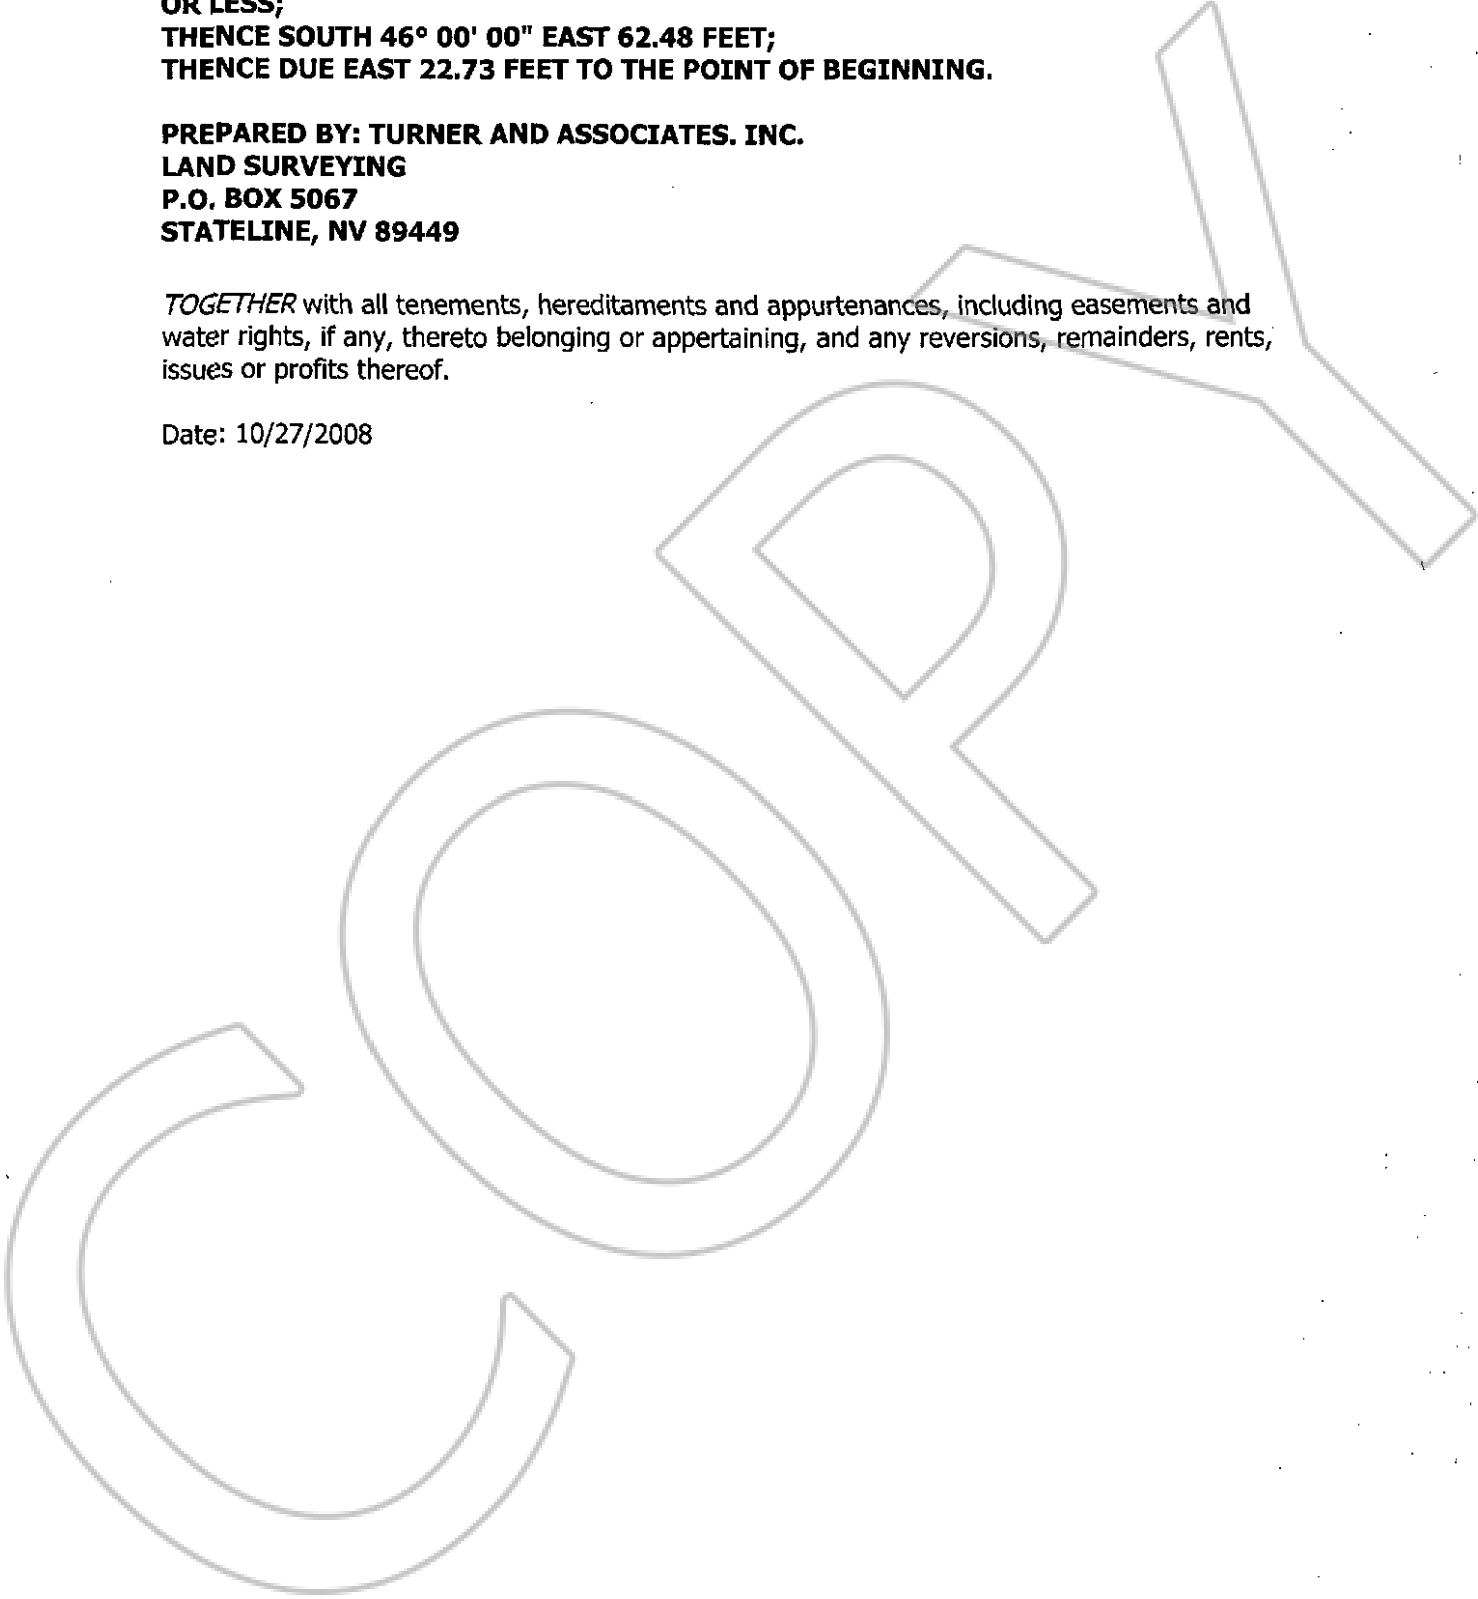 OR LESS;
THENCE SOUTH 46° 00' 00" EAST 62.48 FEET;
THENCE DUE EAST 22.73 FEET TO THE POINT OF BEGINNING.
PREPARED BY: TURNER AND ASSOCIATES. INC.
LAND SURVEYING
P.O. BOX 5067
STATELINE, NV 89449
TOGETHER with all tenements, hereditaments and appurtenances, including easements and
water rights, if any, thereto belonging or appertaining, and any reversions, remainders, rents,
issues or profits thereof.
Date: 10/27/2008
COPY